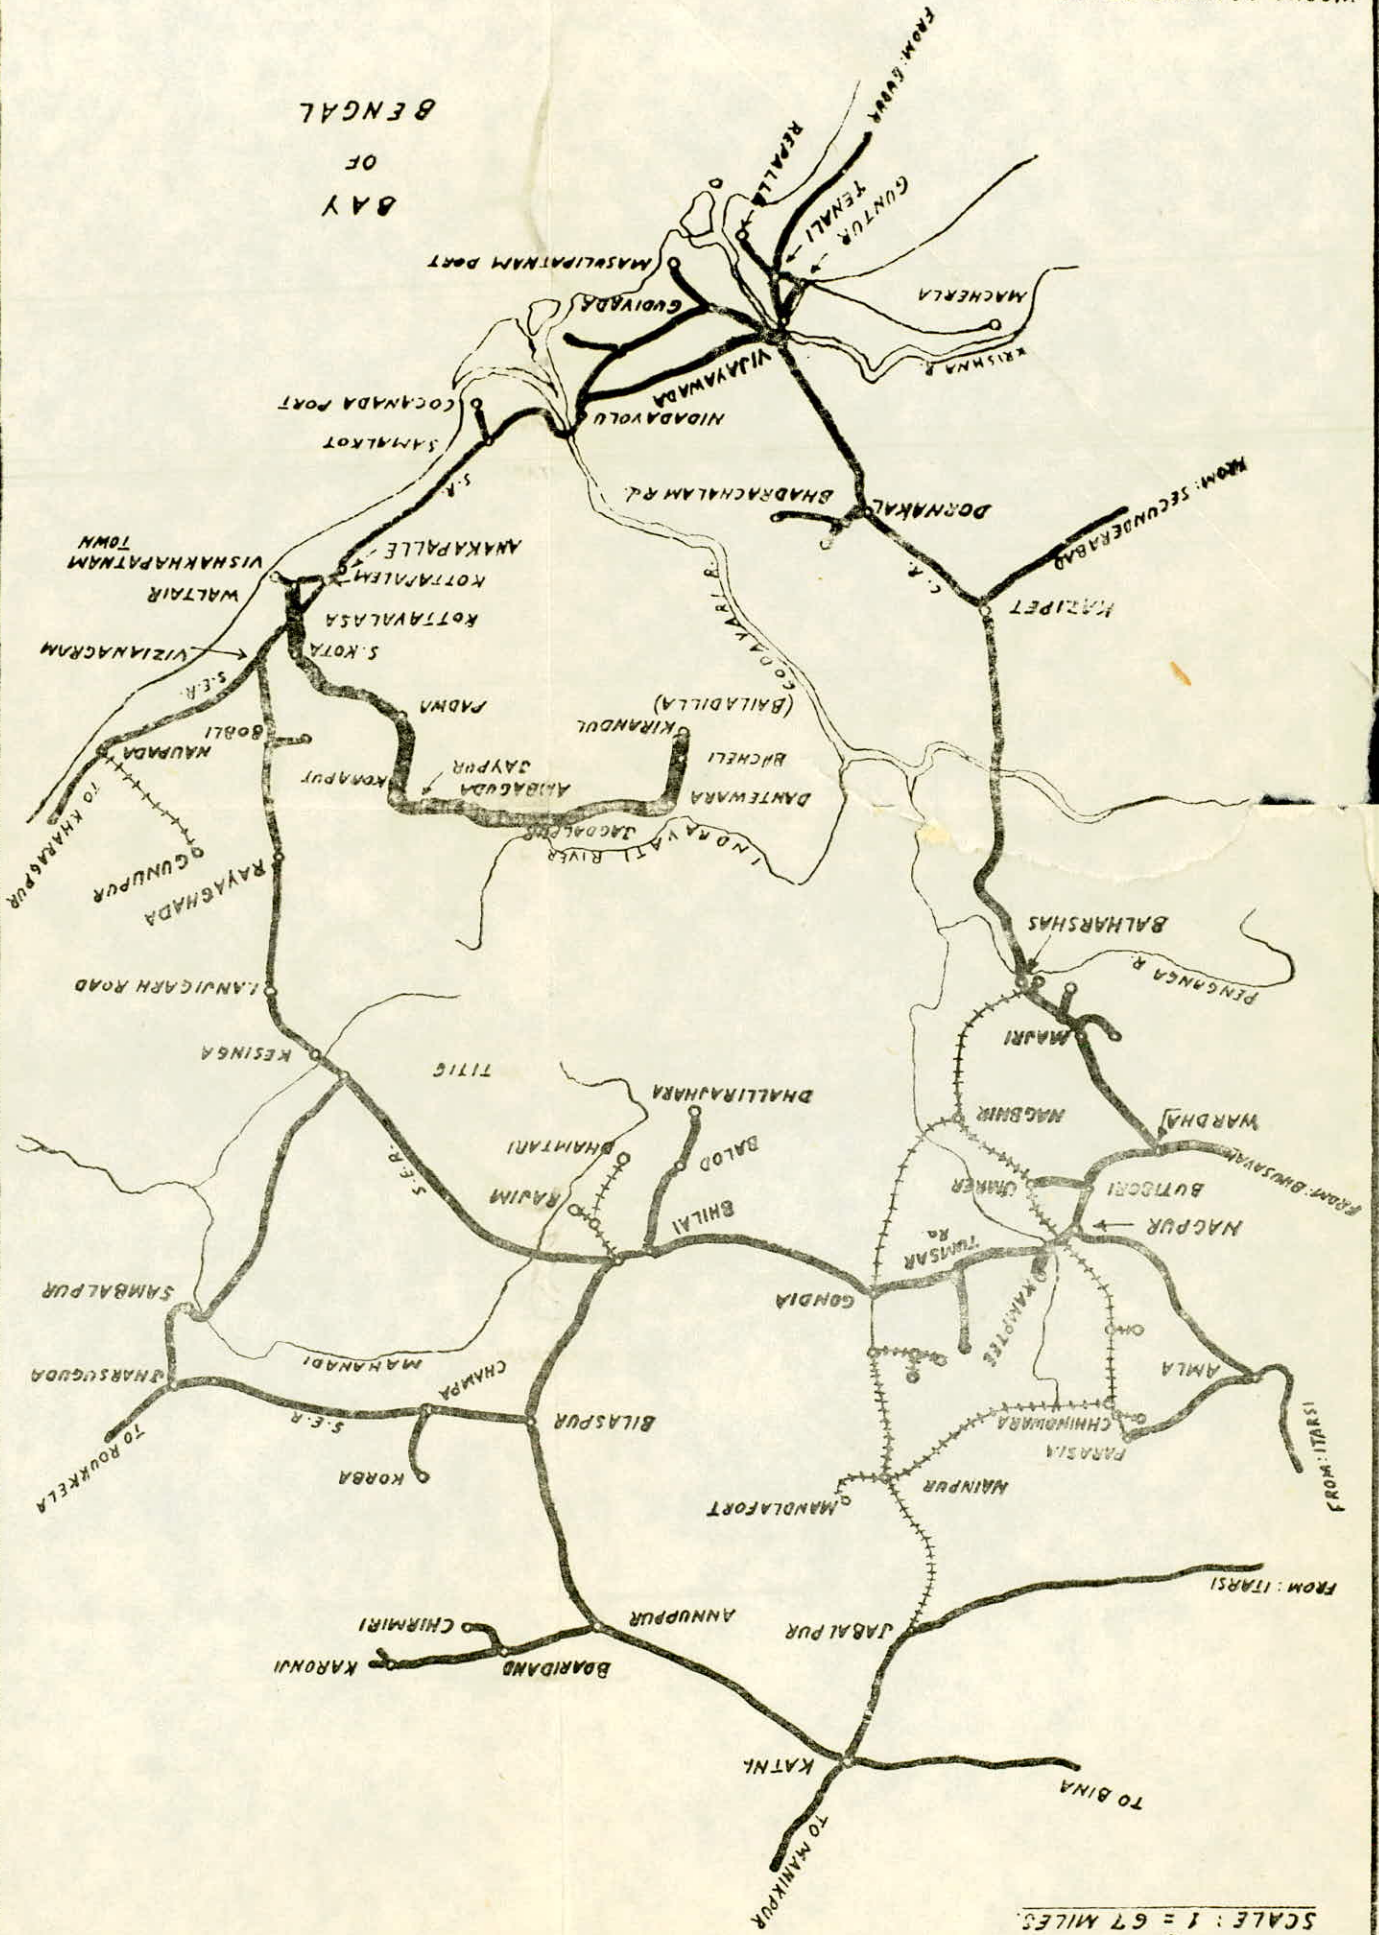 SCALE : 1 = 67 MILES.
TO MANIKPUR
TO BINA
KATNI
KARONJI
BOARIDAND
CHIRMIRI
ANNUPPUR
JABALPUR
FROM : ITARSI
FROM : ITARSI
MANDLAFORT
NAINPUR
PARASIA
CHHINDWARA
AMLA
KORBA
BILASPUR
CHAMPA
S.E.R.
TO ROURKELA
JHARSUGUDA
MAHANADI
SAMBALPUR
GONDIA
TUMSAR
Rd.
KAMPTEE
NAGPUR
BUTIBORI
UMRER
FROM: BHUSAVAL
WARDHA
NAGBHIR
BHILAI
BALOD
DHALLIRAJHARA
RAJIM
DHAMTARI
S.E.R.
TITIG
KESINGA
LANJIGARH ROAD
MAJRI
PENGANGA R.
BALHARSHAS
RAYAGHADA
GUNUPUR
TO KHARAGPUR
NAUPADA
BOBLI
S.E.R.
VIZIANAGRAM
INDRAVATI RIVER
JAGDALPUR
DANTEWARA
BACHELI
KIRANDUL
(BAILADILLA)
AMBAGUDA
JAYPUR
KORAPUT
PADWA
S. KOTA
KOTTAVALASA
KOTTAPALEM
ANAKAPALLE
WALTAIR
VISHAKHAPATNAM
TOWN
GODAVARI R.
KAZIPET
FROM: SECUNDERABAD
C.R.
DORNAKAL
BHADRACHALAM Rd.
S.R.
SAMALKOT
COCANADA PORT
NIDADAVOLU
VIJAYAWADA
KRISHNA R.
MACHERLA
GUDIVADA
MASULIPATNAM PORT
GUNTUR
TENALI
REPALLE
FROM: GUDUR
BAY
OF
BENGAL